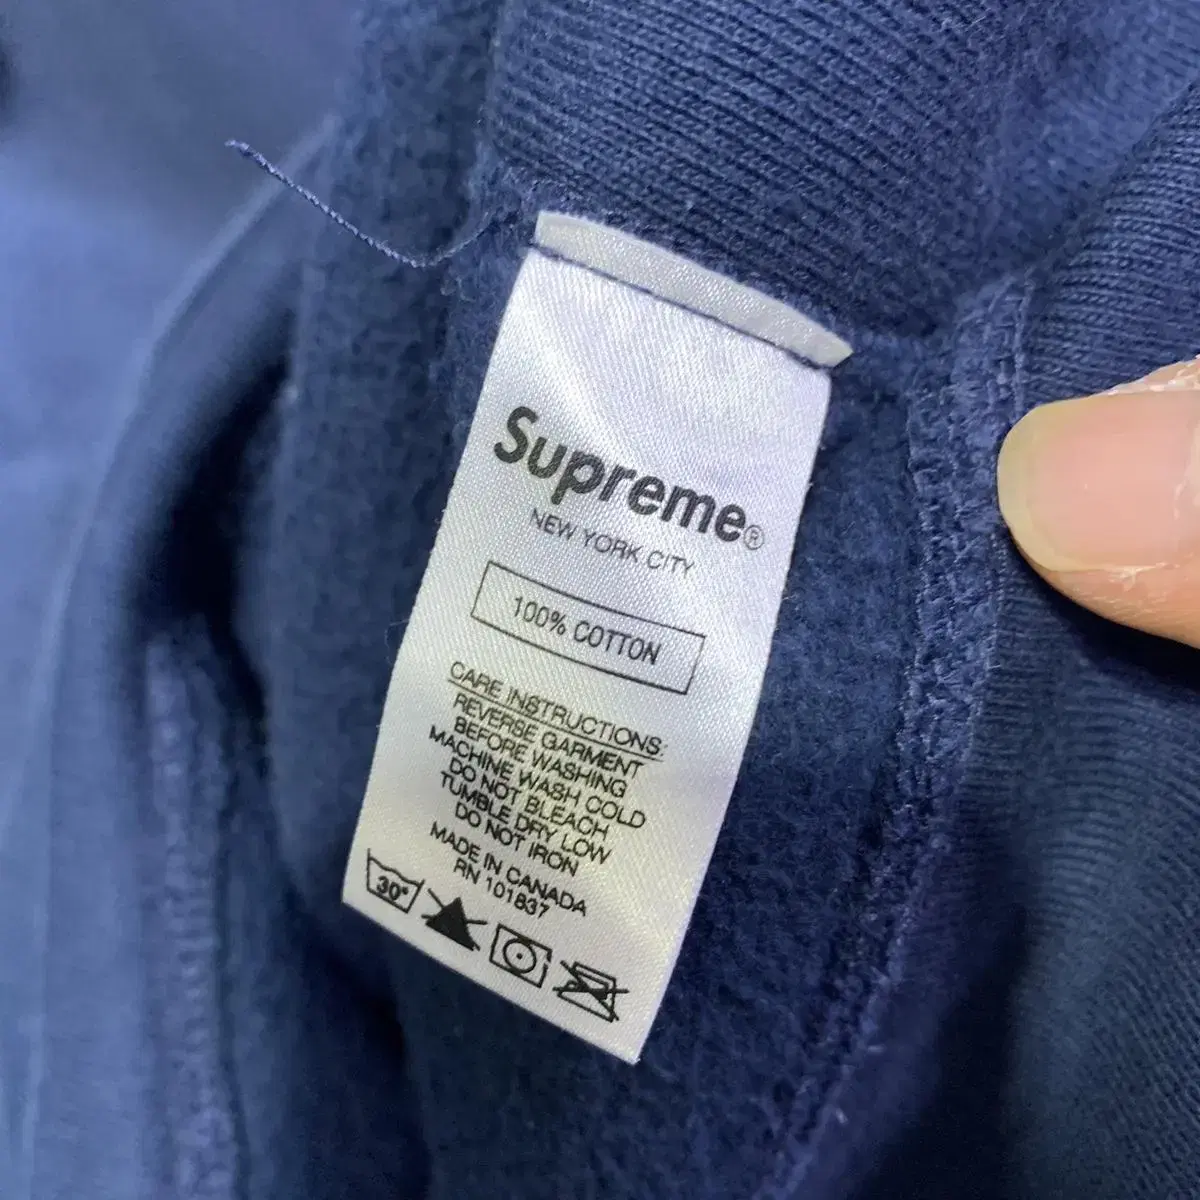 Supreme®
NEW YORK CITY
100% COTTON
CARE INSTRUCTIONS:
REVERSE GARMENT
BEFORE WASHING
MACHINE WASH COLD
DO NOT BLEACH
TUMBLE DRY LOW
DO NOT IRON
MADE IN CANADA
RN 101837
30°